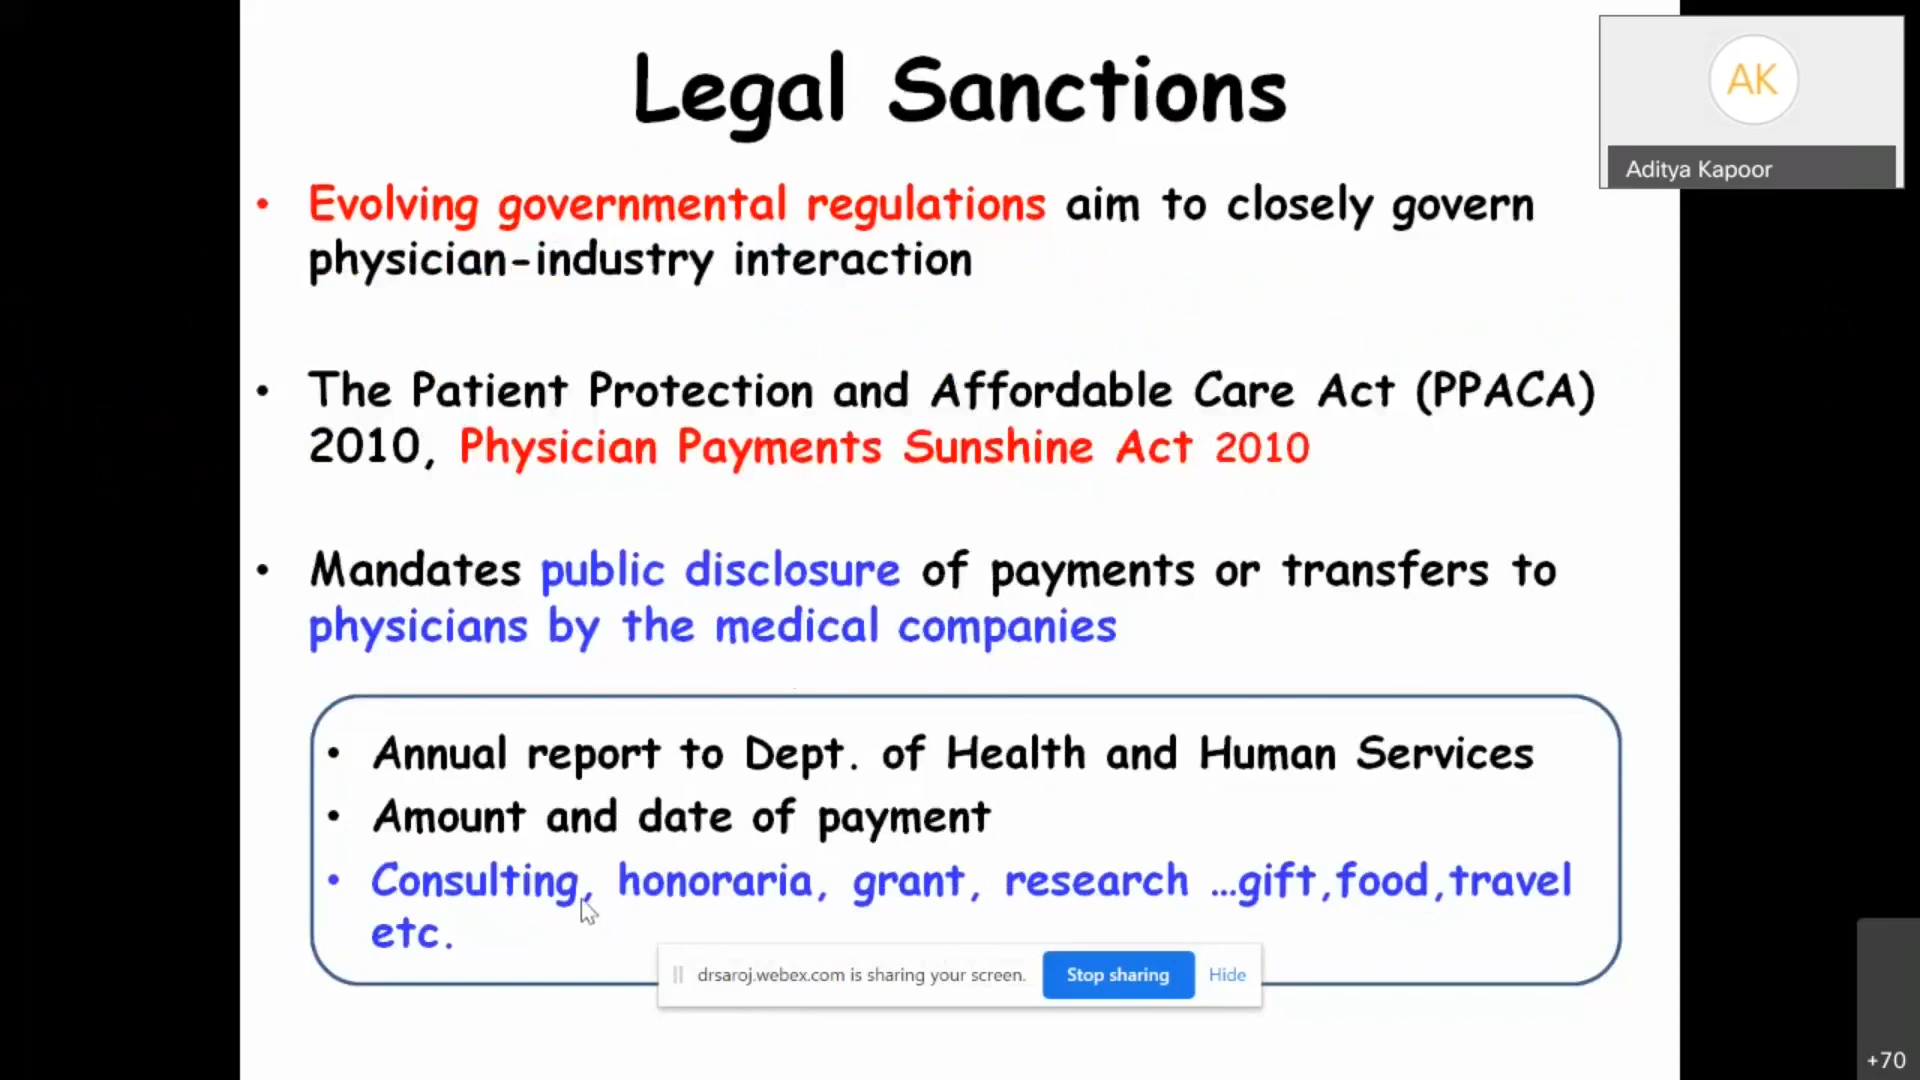 Legal Sanctions
AK
Aditya Kapoor
• Evolving governmental regulations aim to closely govern
physician-industry interaction
• The Patient Protection and Affordable Care Act (PPACA)
2010, Physician Payments Sunshine Act 2010
• Mandates public disclosure of payments or transfers to
physicians by the medical companies
• Annual report to Dept. of Health and Human Services
• Amount and date of payment
• Consulting, honoraria, grant, research ...gift,food,travel
etc.
drsaroj.webex.com is sharing your screen. Stop sharing Hide
+70